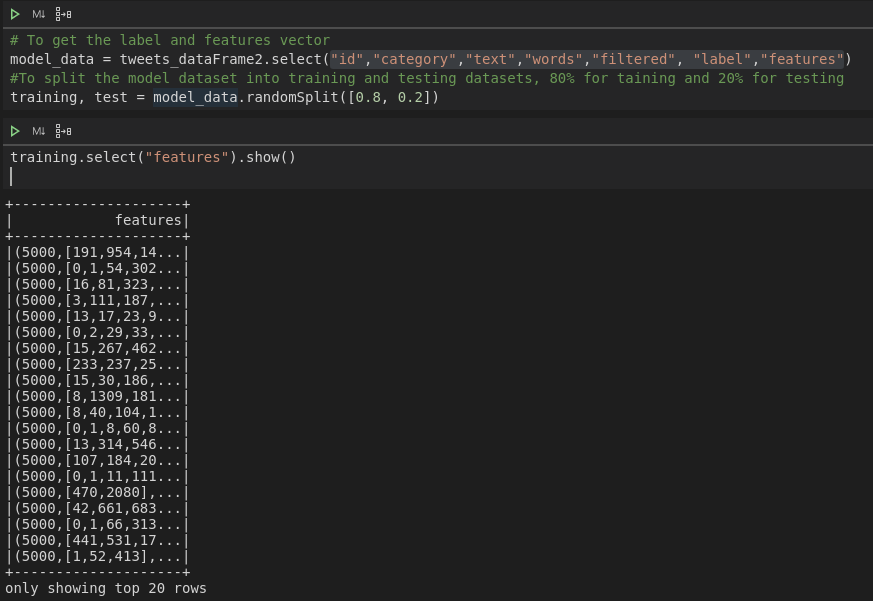 M↓
# To get the label and features vector
model_data = tweets_dataFrame2.select("id","category","text","words","filtered", "label","features")
#To split the model dataset into training and testing datasets, 80% for taining and 20% for testing
training, test = model_data.randomSplit([0.8, 0.2])
M↓
training.select("features").show()
+--------------------+
|            features|
+--------------------+
|(5000,[191,954,14...|
|(5000,[0,1,54,302...|
|(5000,[16,81,323,...|
|(5000,[3,111,187,...|
|(5000,[13,17,23,9...|
|(5000,[0,2,29,33,...|
|(5000,[15,267,462...|
|(5000,[233,237,25...|
|(5000,[15,30,186,...|
|(5000,[8,1309,181...|
|(5000,[8,40,104,1...|
|(5000,[0,1,8,60,8...|
|(5000,[13,314,546...|
|(5000,[107,184,20...|
|(5000,[0,1,11,111...|
|(5000,[470,2080],...|
|(5000,[42,661,683...|
|(5000,[0,1,66,313...|
|(5000,[441,531,17...|
|(5000,[1,52,413],...|
+--------------------+
only showing top 20 rows